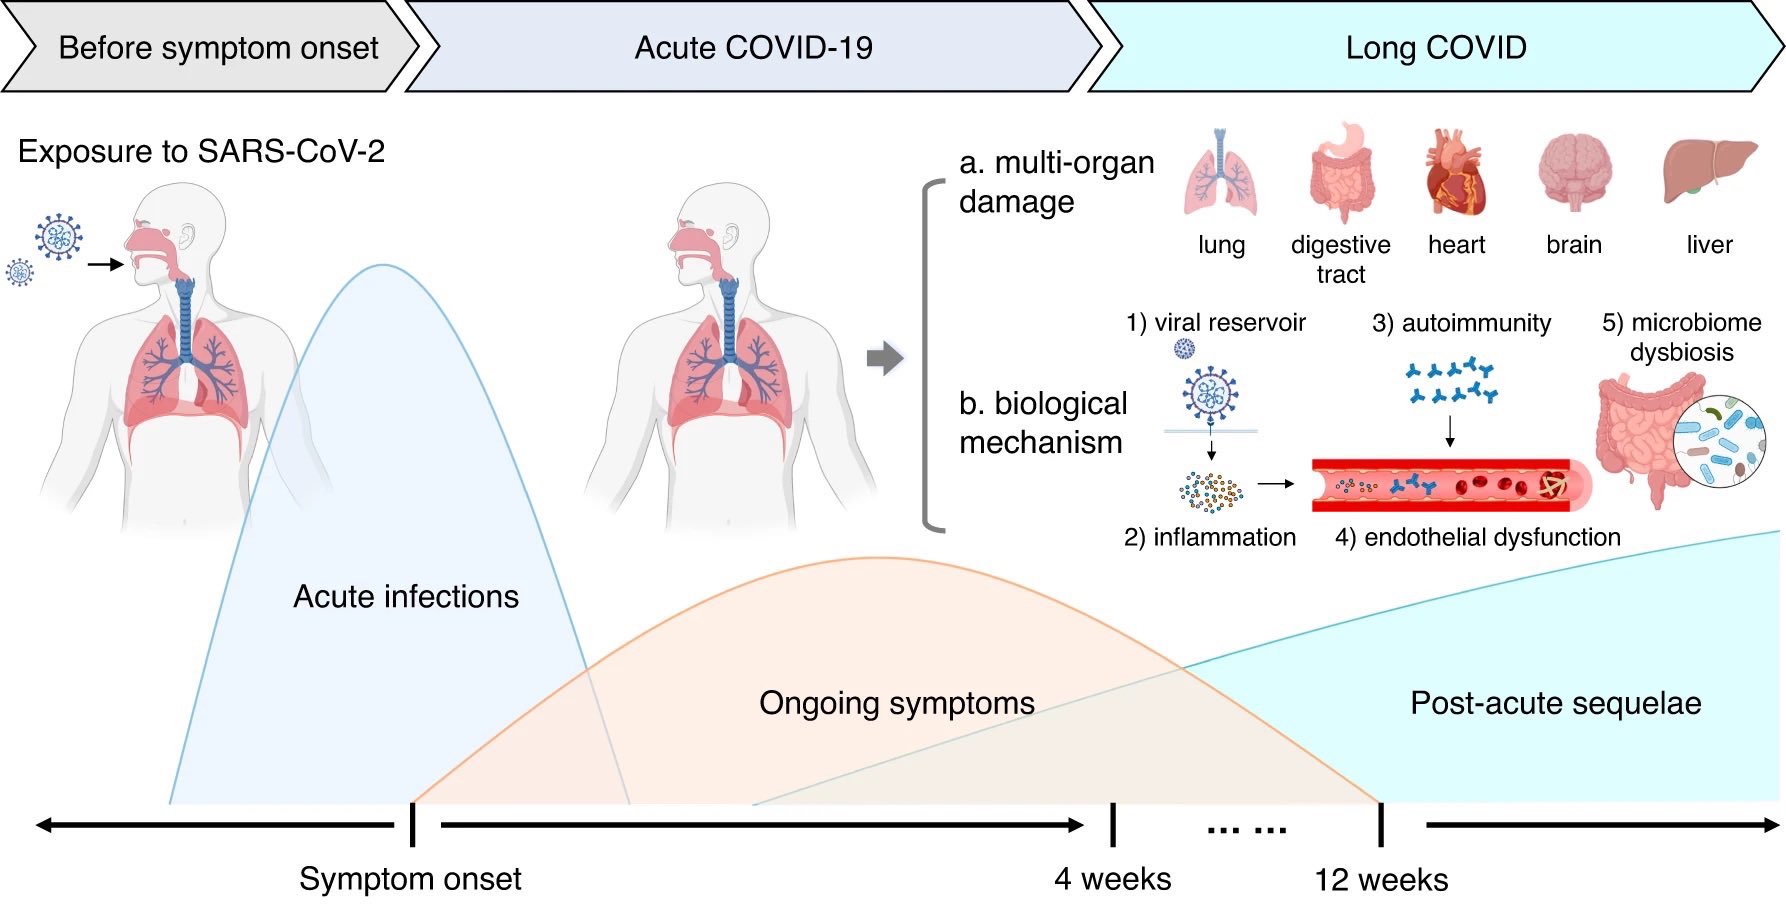 Before symptom onset
Acute COVID-19
Long COVID
Exposure to SARS-CoV-2
a. multi-organ
damage
lung
digestive
tract
heart
brain
liver
b. biological
mechanism
1) viral reservoir
3) autoimmunity
5) microbiome
dysbiosis
2) inflammation
4) endothelial dysfunction
Acute infections
Ongoing symptoms
Post-acute sequelae
Symptom onset
4 weeks
... ...
12 weeks